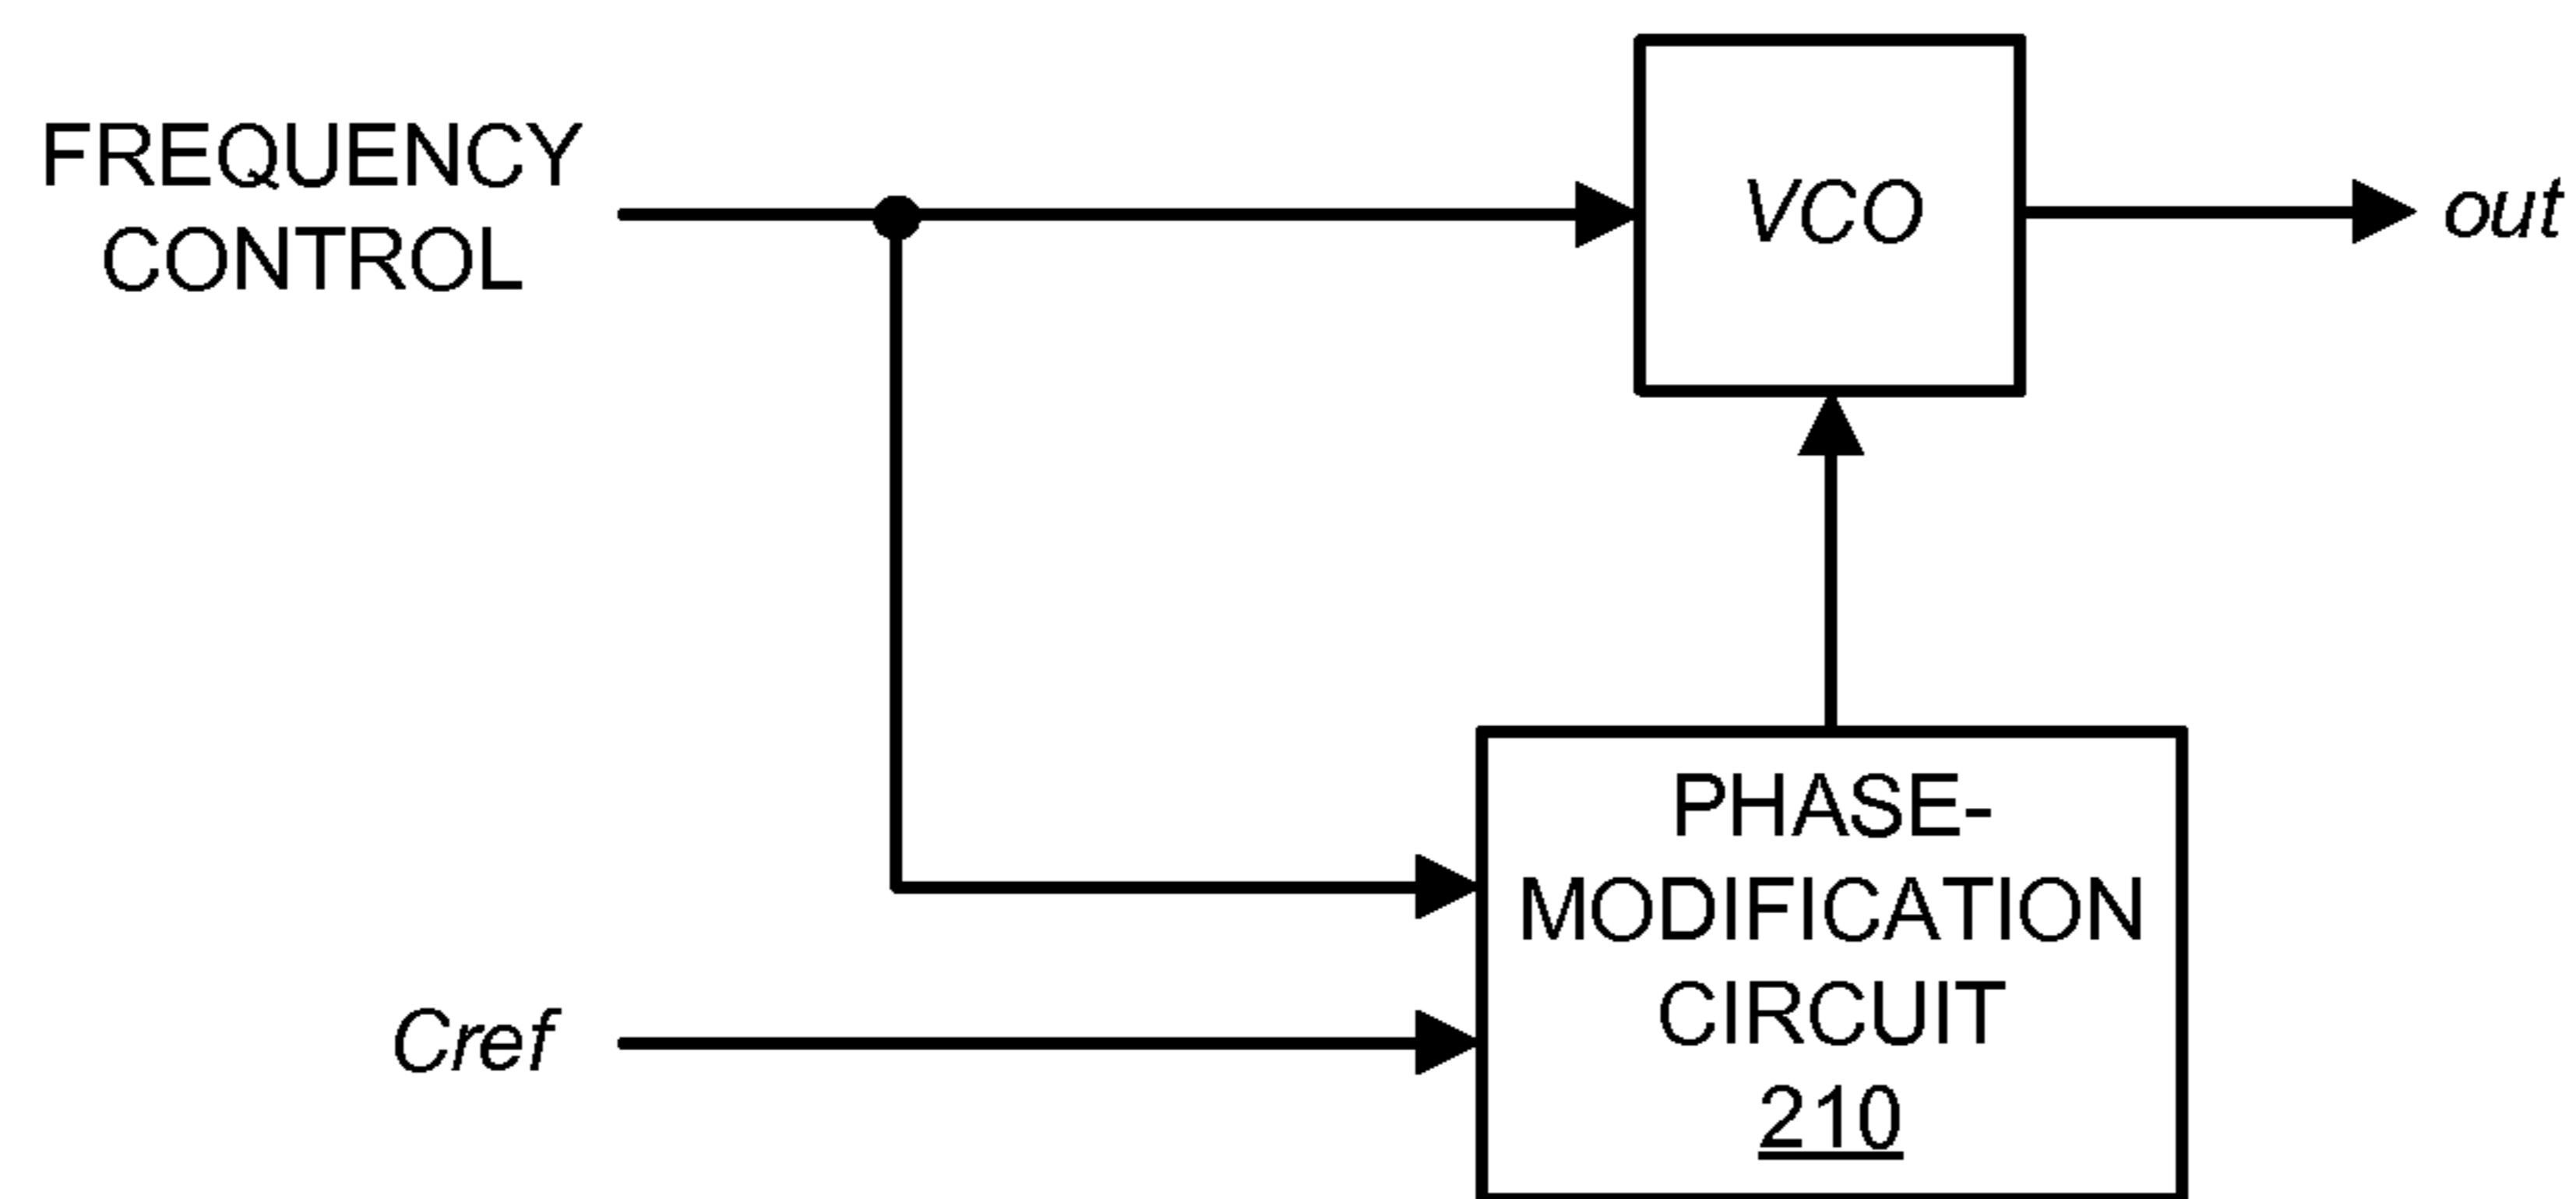 FREQUENCY
CONTROL
VCO
out
Cref
PHASE-
MODIFICATION
CIRCUIT
210